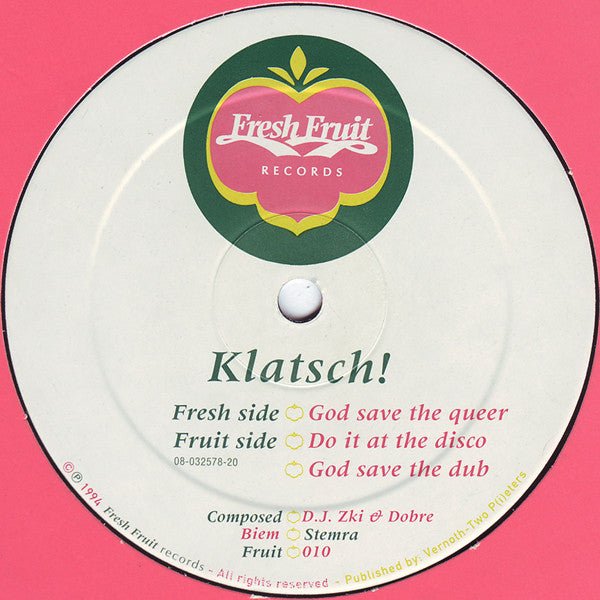 Fresh Fruit
RECORDS
Klatsch!
Fresh side God save the queer
Fruit side Do it at the disco
08-032578-20
God save the dub
Composed D.J. Zki & Dobre
Biem Stemra
Fruit 010
© ℗ 1994 Fresh Fruit records - All rights reserved - Published by: Vernoth-Two P(i)eters